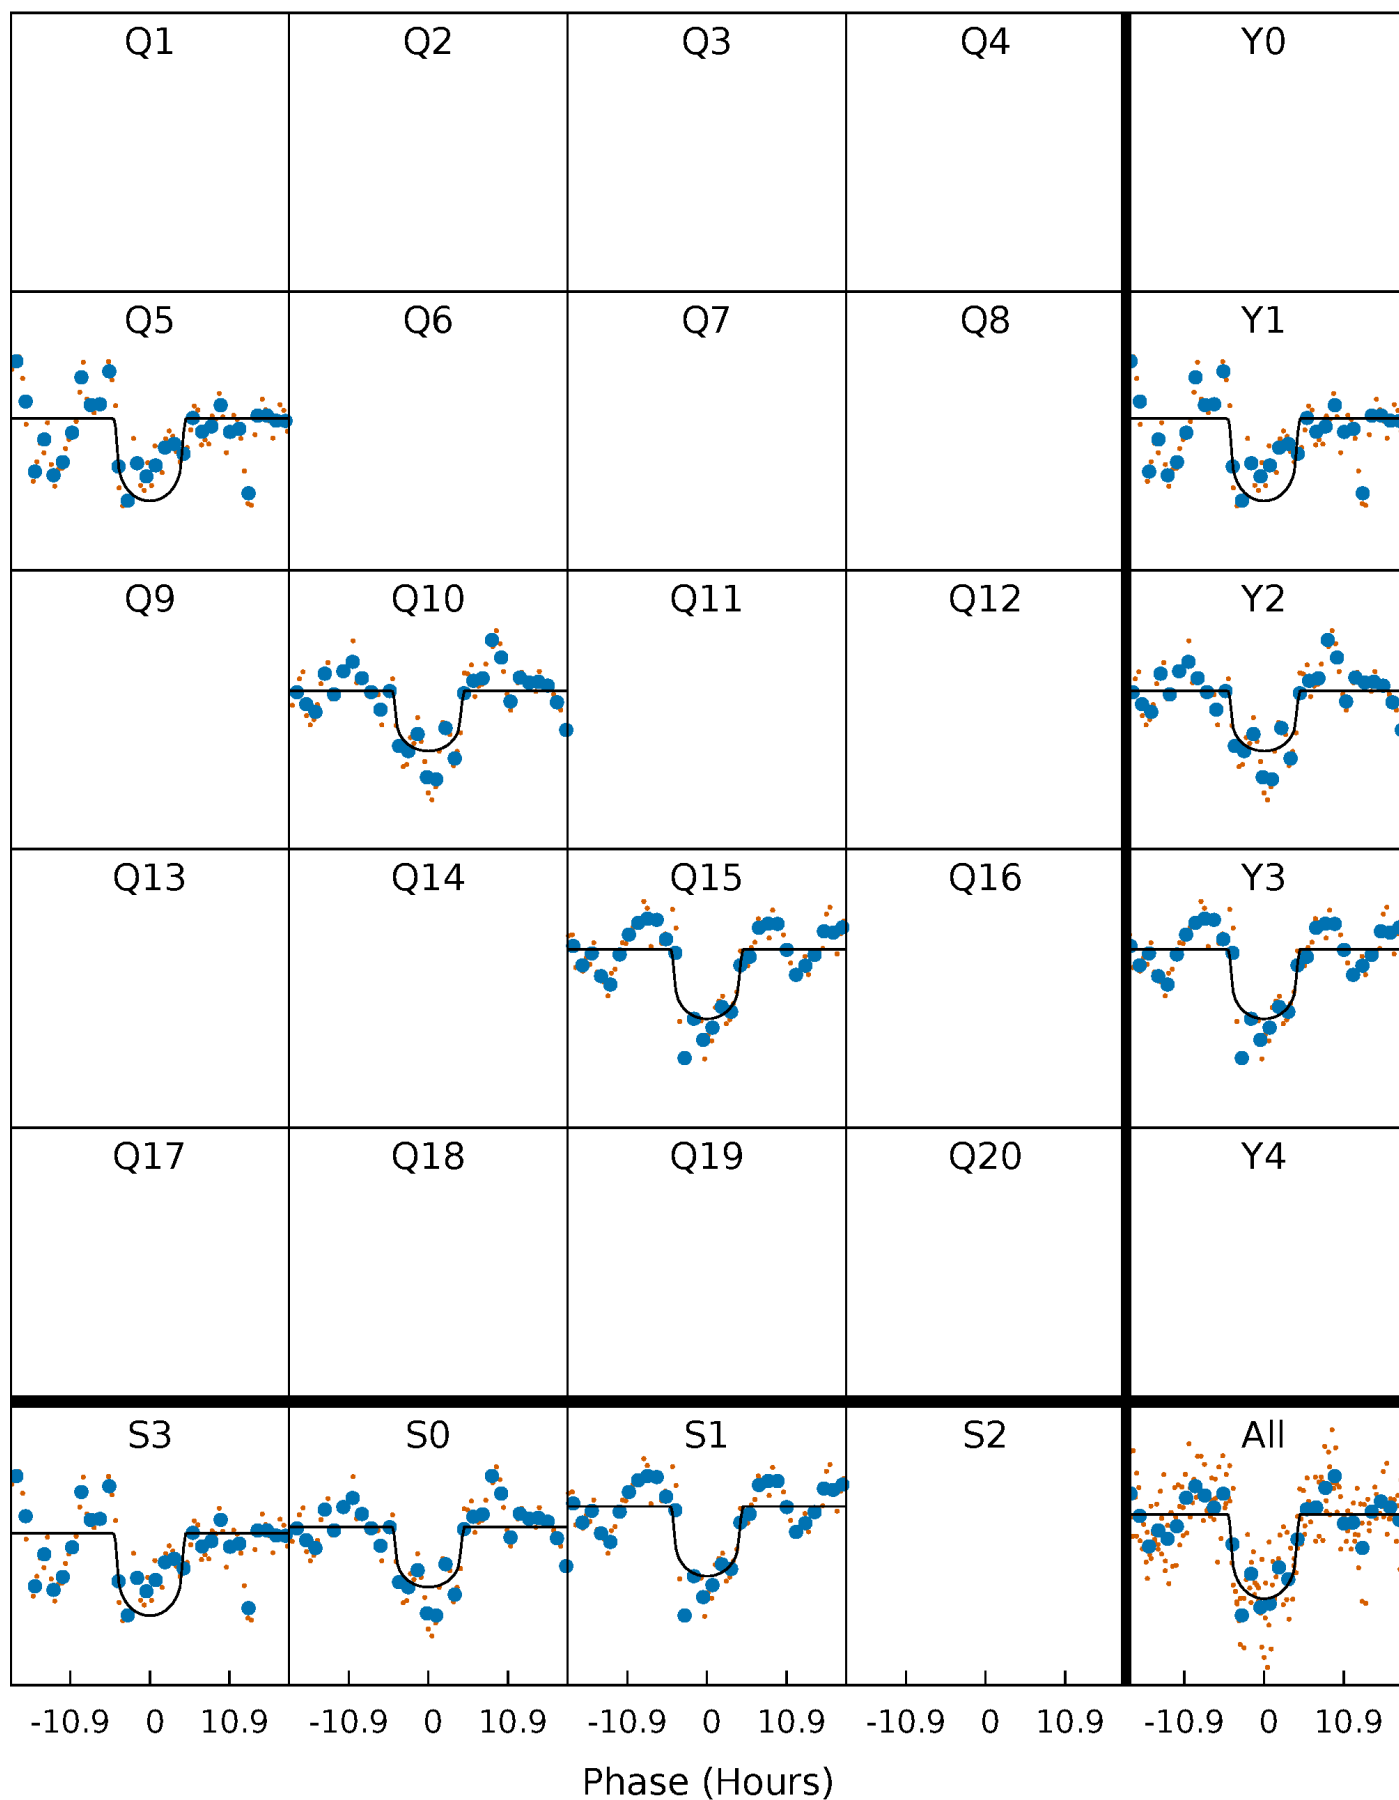 Q1 Q2 Q3 Q4 Y0
Q5 Q6 Q7 Q8 Y1
Q9 Q10 Q11 Q12 Y2
Q13 Q14 Q15 Q16 Y3
Q17 Q18 Q19 Q20 Y4
S3 S0 S1 S2 All
-10.9 0 10.9 -10.9 0 10.9 -10.9 0 10.9 -10.9 0 10.9 -10.9 0 10.9
Phase (Hours)